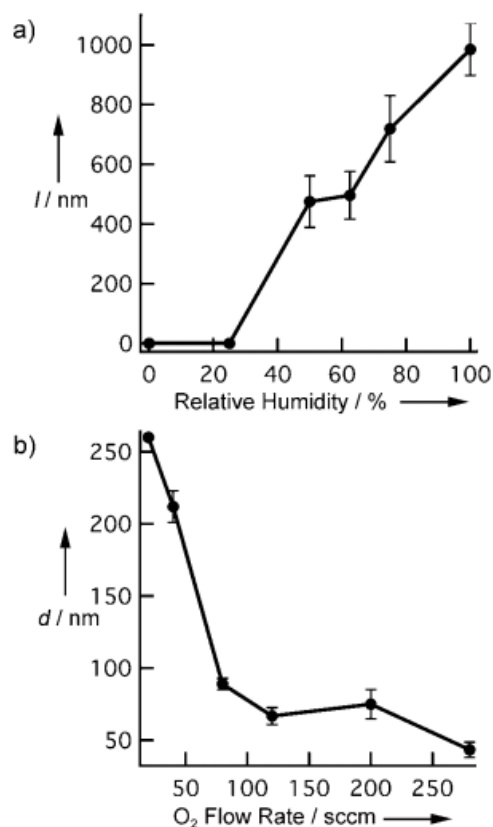 a)
1000
800
600
400
200
0
l / nm
0 20 40 60 80 100
Relative Humidity / %
b)
250
200
150
100
50
d / nm
50 100 150 200 250
O₂ Flow Rate / sccm